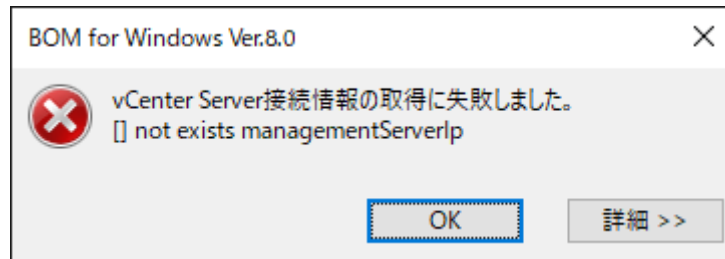 BOM for Windows Ver.8.0
vCenter Server接続情報の取得に失敗しました。
[] not exists managementServerIp
OK
詳細 >>